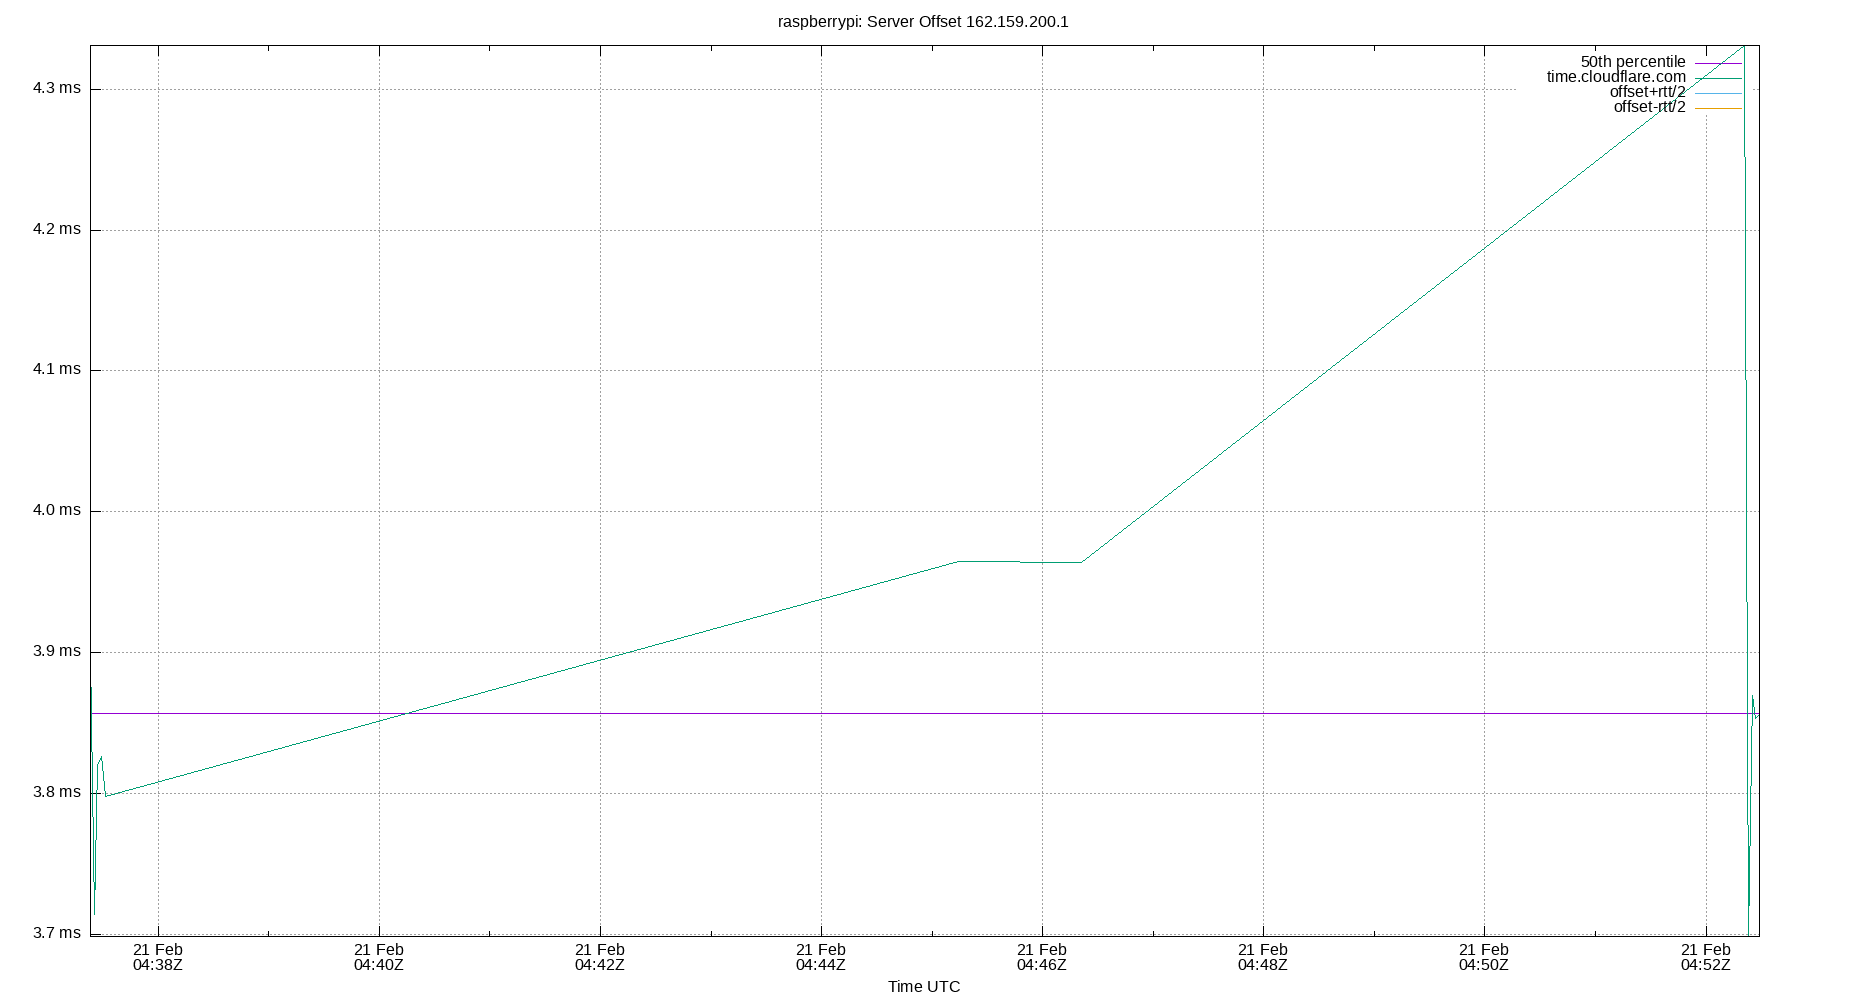 raspberrypi: Server Offset 162.159.200.1
50th percentile
time.cloudflare.com
offset+rtt/2
offset-rtt/2
4.3 ms
4.2 ms
4.1 ms
4.0 ms
3.9 ms
3.8 ms
3.7 ms
21 Feb 21 Feb 21 Feb 21 Feb 21 Feb 21 Feb 21 Feb 21 Feb
04:38Z 04:40Z 04:42Z 04:44Z 04:46Z 04:48Z 04:50Z 04:52Z
Time UTC